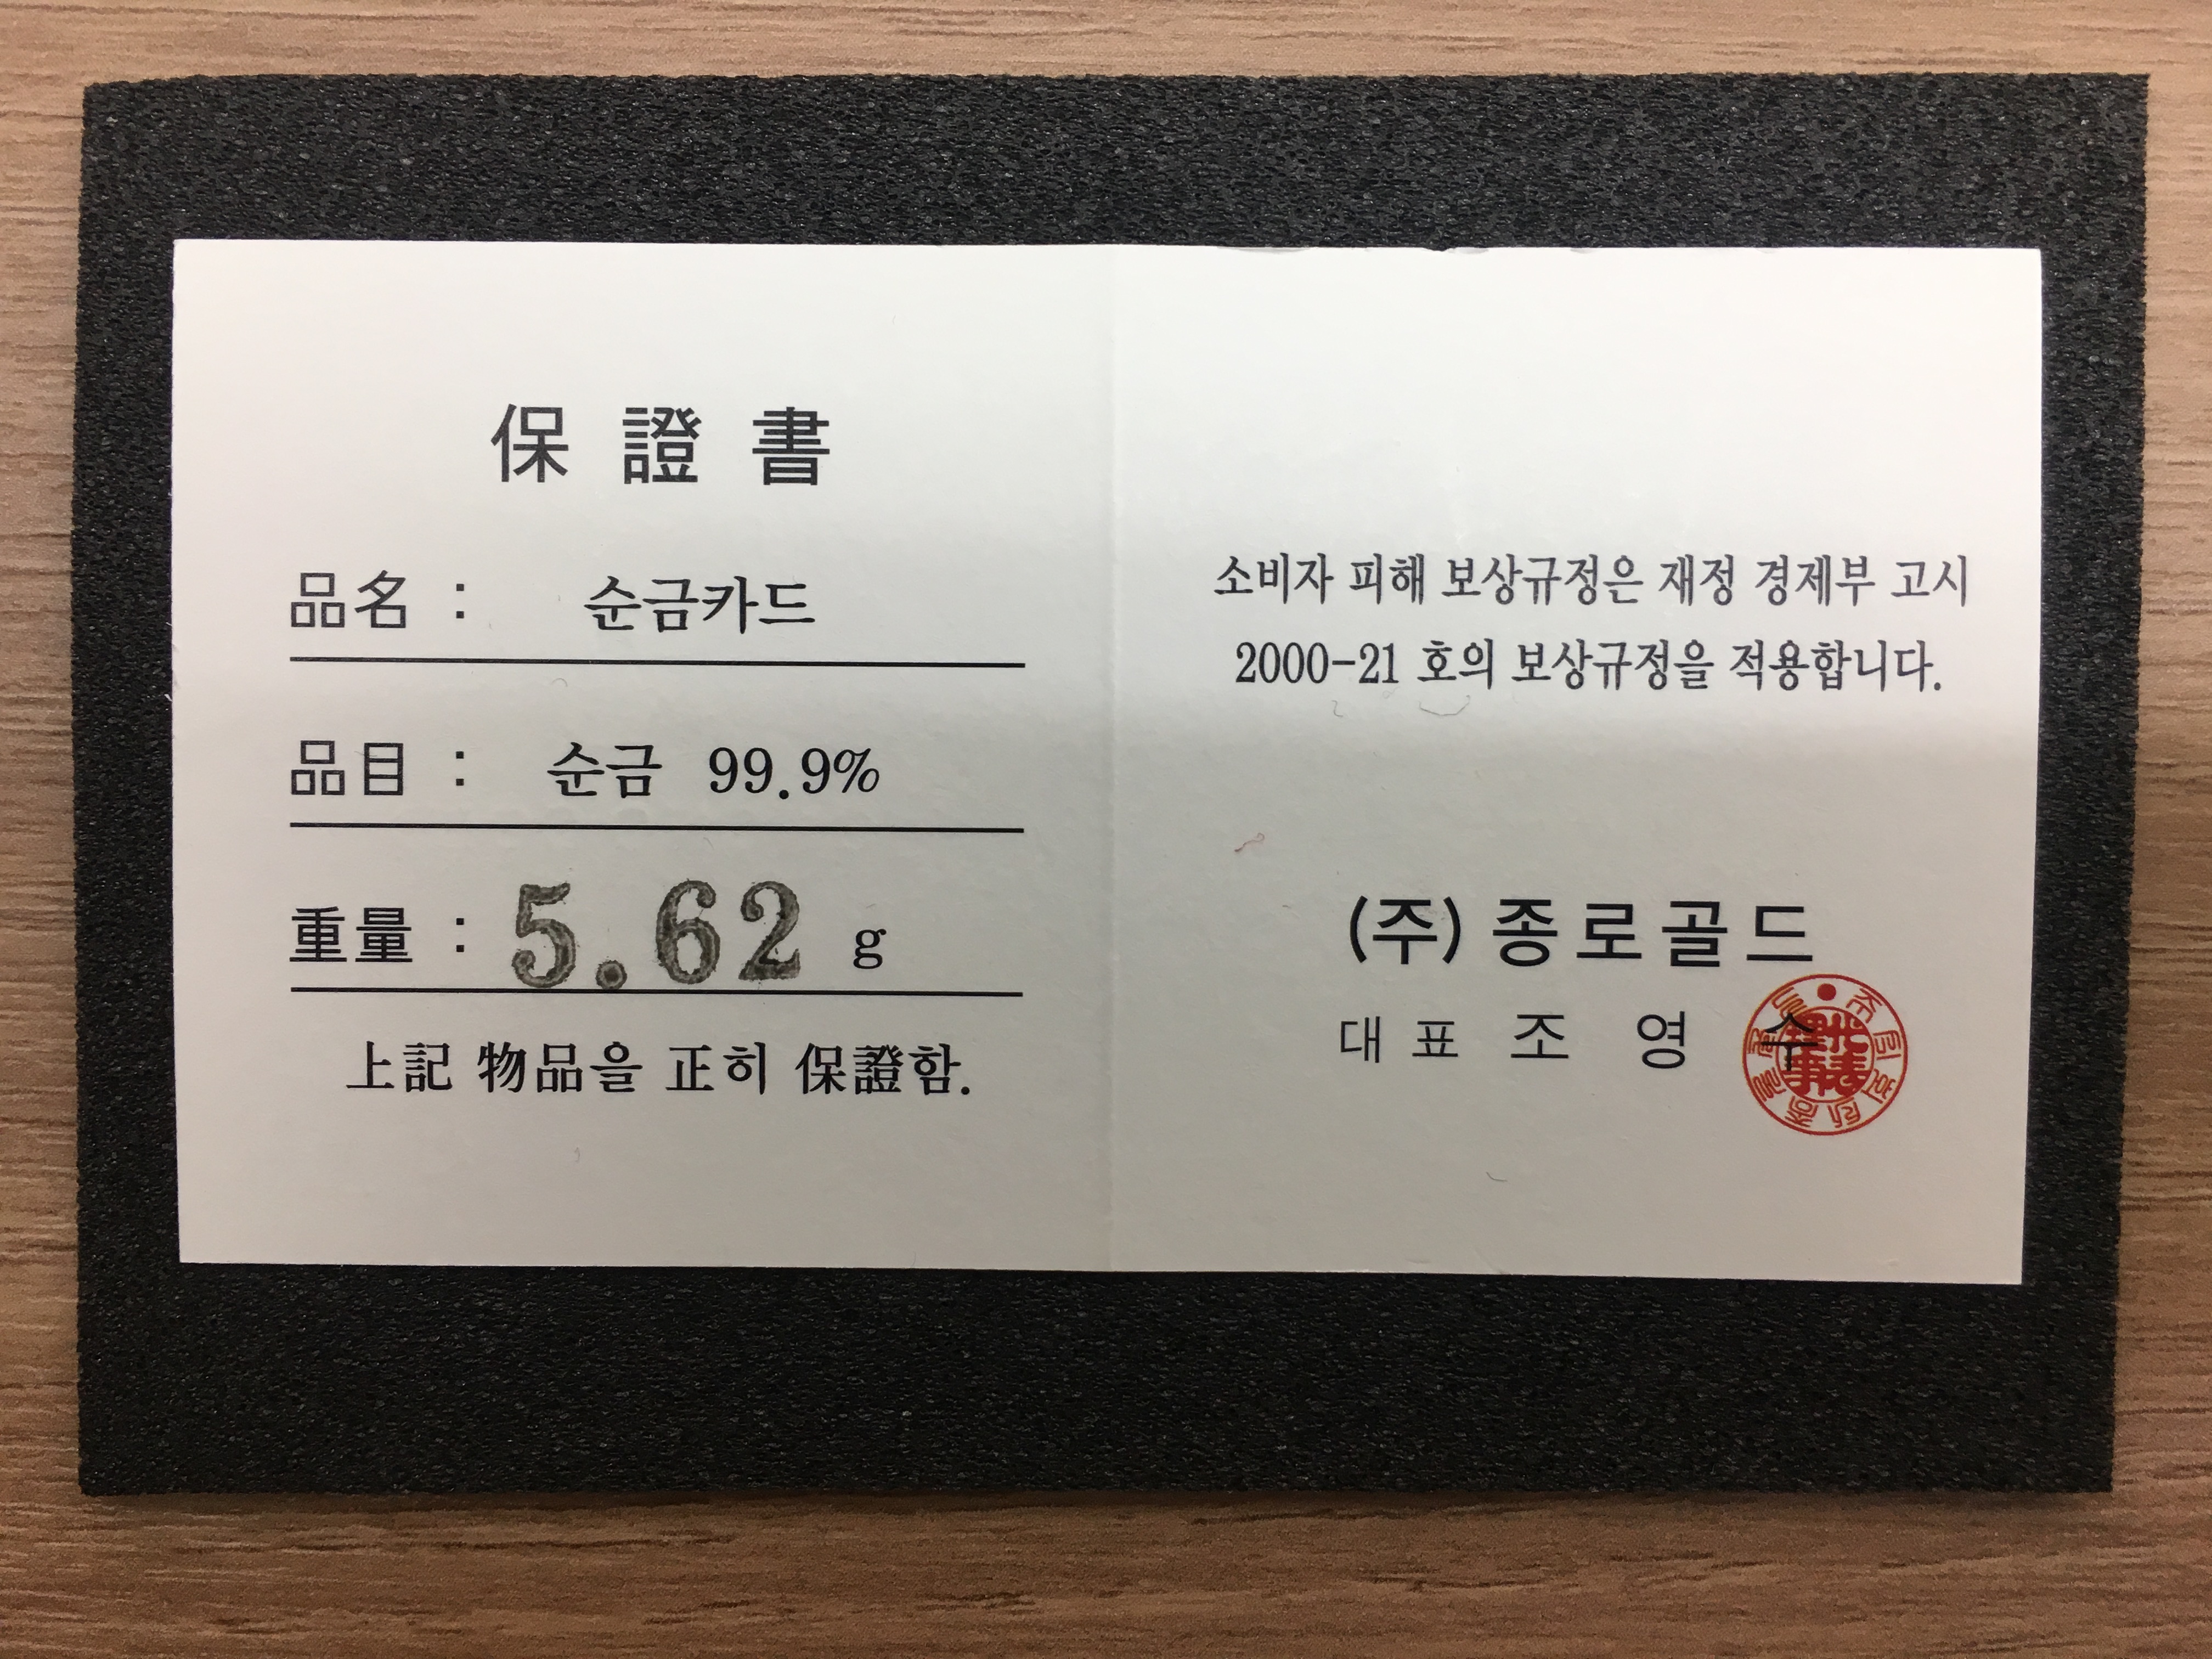 保證書
品名 : 순금카드
品目 : 순금 99.9%
重量 : 5.62 g
上記 物品을 正히 保證함.
소비자 피해 보상규정은 재정 경제부 고시
2000-21 호의 보상규정을 적용합니다.
(주) 종로골드
대표 조 영 수